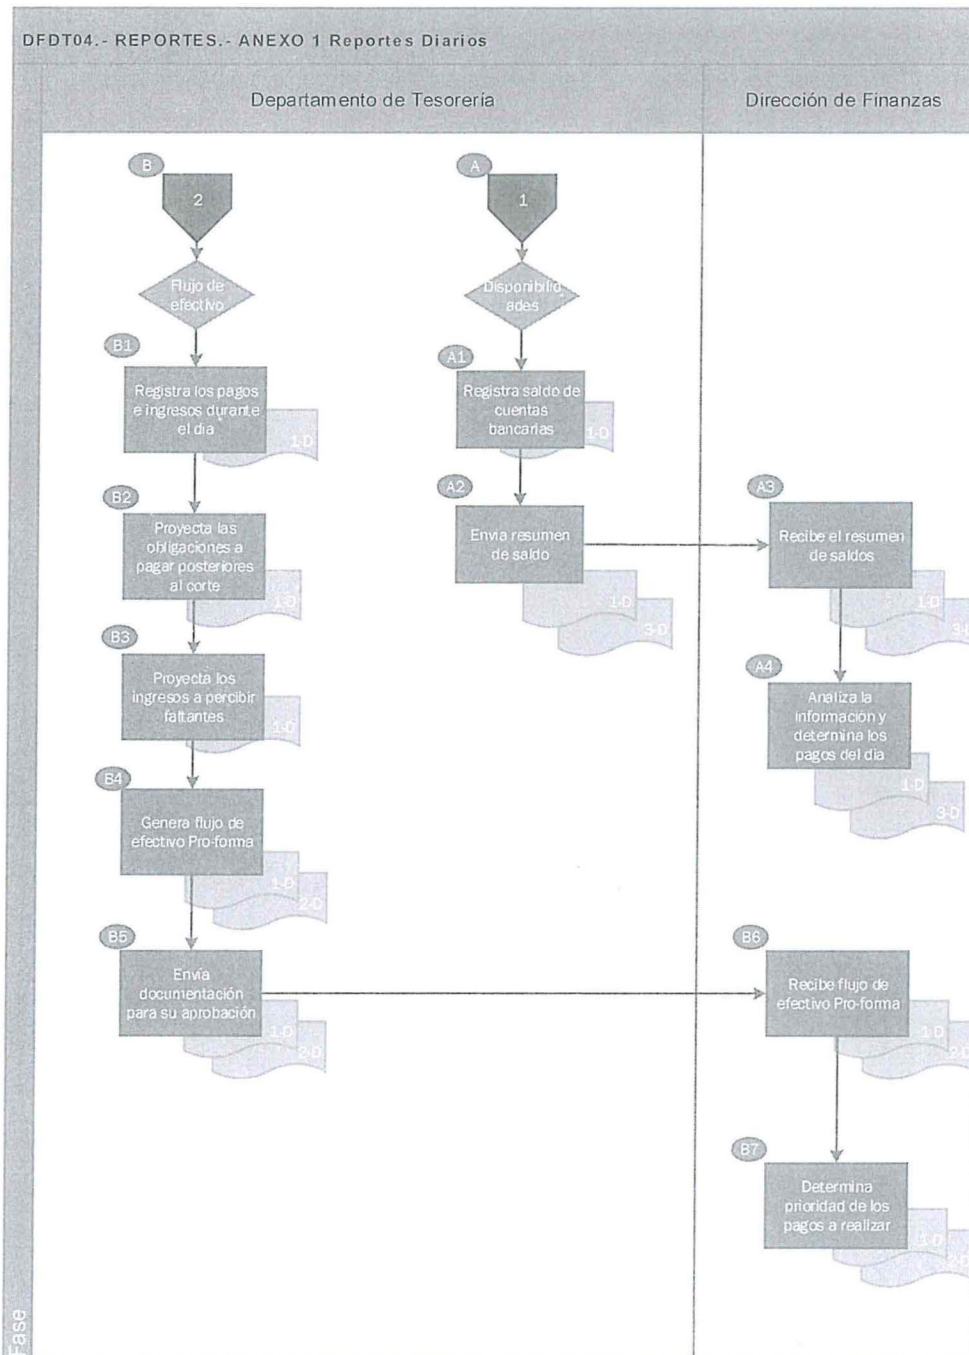 DFDT04.- REPORTES.- ANEXO 1 Reportes Diarios
Departamento de Tesorería
Dirección de Finanzas
B
2
Flujo de
efectivo
B1
Registra los pagos
e ingresos durante
el día
1-D
B2
Proyecta las
obligaciones a
pagar posteriores
al corte
1-D
B3
Proyecta los
ingresos a percibir
faltantes
1-D
B4
Genera flujo de
efectivo Pro-forma
1-D
2-D
B5
Envía
documentación
para su aprobación
1-D
2-D
A
1
Disponibilid
ades
A1
Registra saldo de
cuentas
bancarias
1-D
A2
Envia resumen
de saldo
1-D
3-D
A3
Recibe el resumen
de saldos
1-D
A4
Analiza la
información y
determina los
pagos del día
1-D
3-D
B6
Recibe flujo de
efectivo Pro-forma
1-D
2-D
B7
Determina
prioridad de los
pagos a realizar
1-D
2-D
Fase